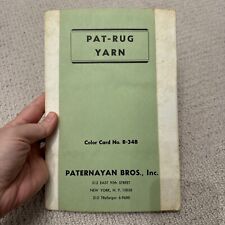 PAT-RUG
YARN
Color Card No. B-348
PATERNAYAN BROS., Inc.
312 EAST 95th STREET
NEW YORK, N. Y. 10028
212 TRafalgar 6-9680